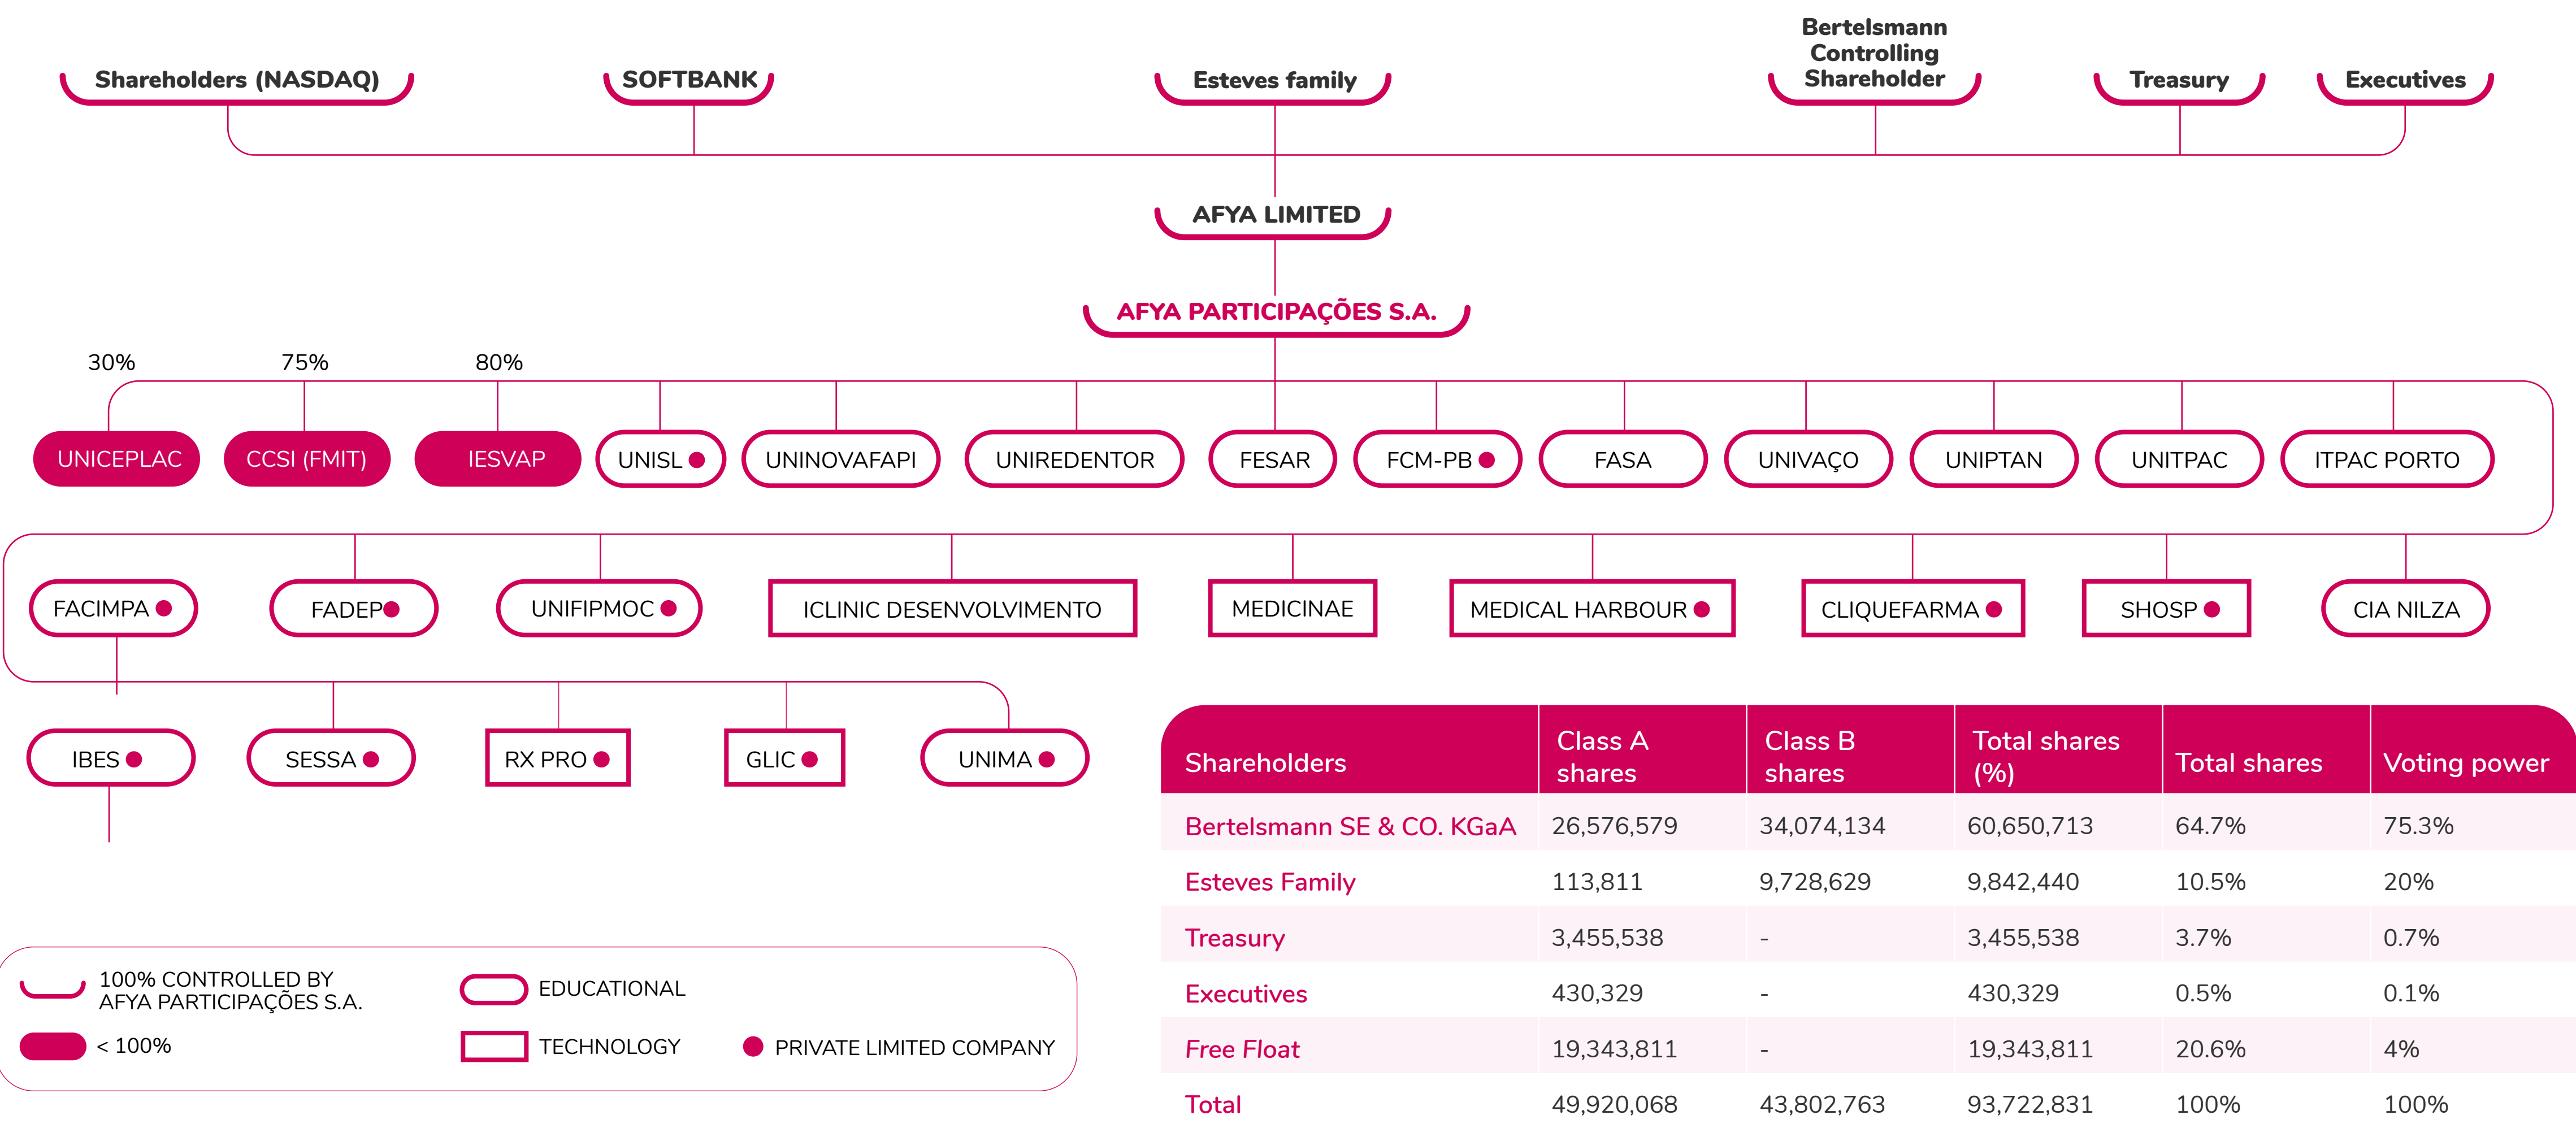 Bertelsmann
Controlling
Shareholder
Shareholders (NASDAQ)
SOFTBANK
Esteves family
Treasury
Executives
AFYA LIMITED
AFYA PARTICIPAÇÕES S.A.
30%
75%
80%
UNICEPLAC
CCSI (FMIT)
IESVAP
UNISL
UNINOVAFAPI
UNIREDENTOR
FESAR
FCM-PB
FASA
UNIVAÇO
UNIPTAN
UNITPAC
ITPAC PORTO
FACIMPA
FADEP
UNIFIPMOC
ICLINIC DESENVOLVIMENTO
MEDICINAE
MEDICAL HARBOUR
CLIQUEFARMA
SHOSP
CIA NILZA
IBES
SESSA
RX PRO
GLIC
UNIMA
100% CONTROLLED BY
AFYA PARTICIPAÇÕES S.A.
EDUCATIONAL
< 100%
TECHNOLOGY
PRIVATE LIMITED COMPANY
Shareholders
Class A
shares
Class B
shares
Total shares
(%)
Total shares
Voting power
Bertelsmann SE & CO. KGaA 26,576,579 34,074,134 60,650,713 64.7% 75.3%
Esteves Family 113,811 9,728,629 9,842,440 10.5% 20%
Treasury 3,455,538 - 3,455,538 3.7% 0.7%
Executives 430,329 - 430,329 0.5% 0.1%
Free Float 19,343,811 - 19,343,811 20.6% 4%
Total 49,920,068 43,802,763 93,722,831 100% 100%